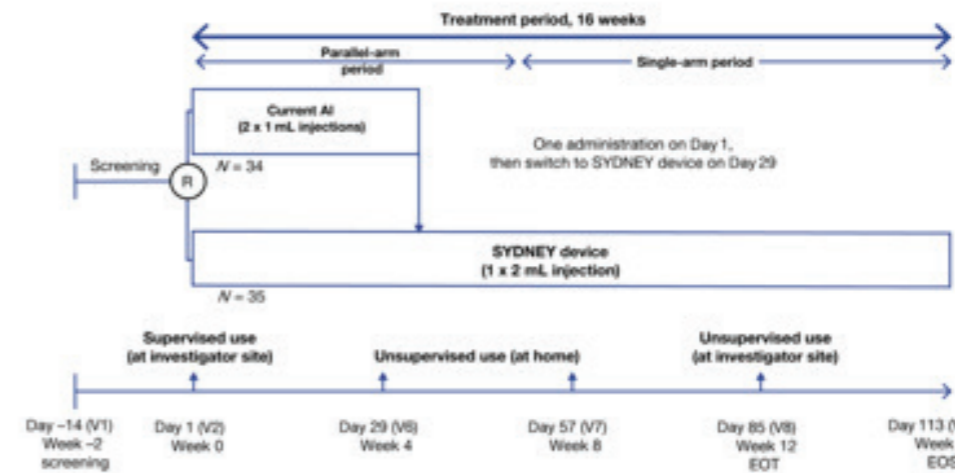 Treatment period, 16 weeks
Parallel-arm
period
Single-arm period
Current AI
(2 x 1 mL injections)
One administration on Day 1,
then switch to SYDNEY device on Day 29
Screening
R
N = 34
SYDNEY device
(1 x 2 mL injection)
N = 35
Supervised use
(at investigator site)
Unsupervised use (at home)
Unsupervised use
(at investigator site)
Day –14 (V1)
Week –2
screening
Day 1 (V2)
Week 0
Day 29 (V6)
Week 4
Day 57 (V7)
Week 8
Day 85 (V8)
Week 12
EOT
Day 113 (
Week
EOS